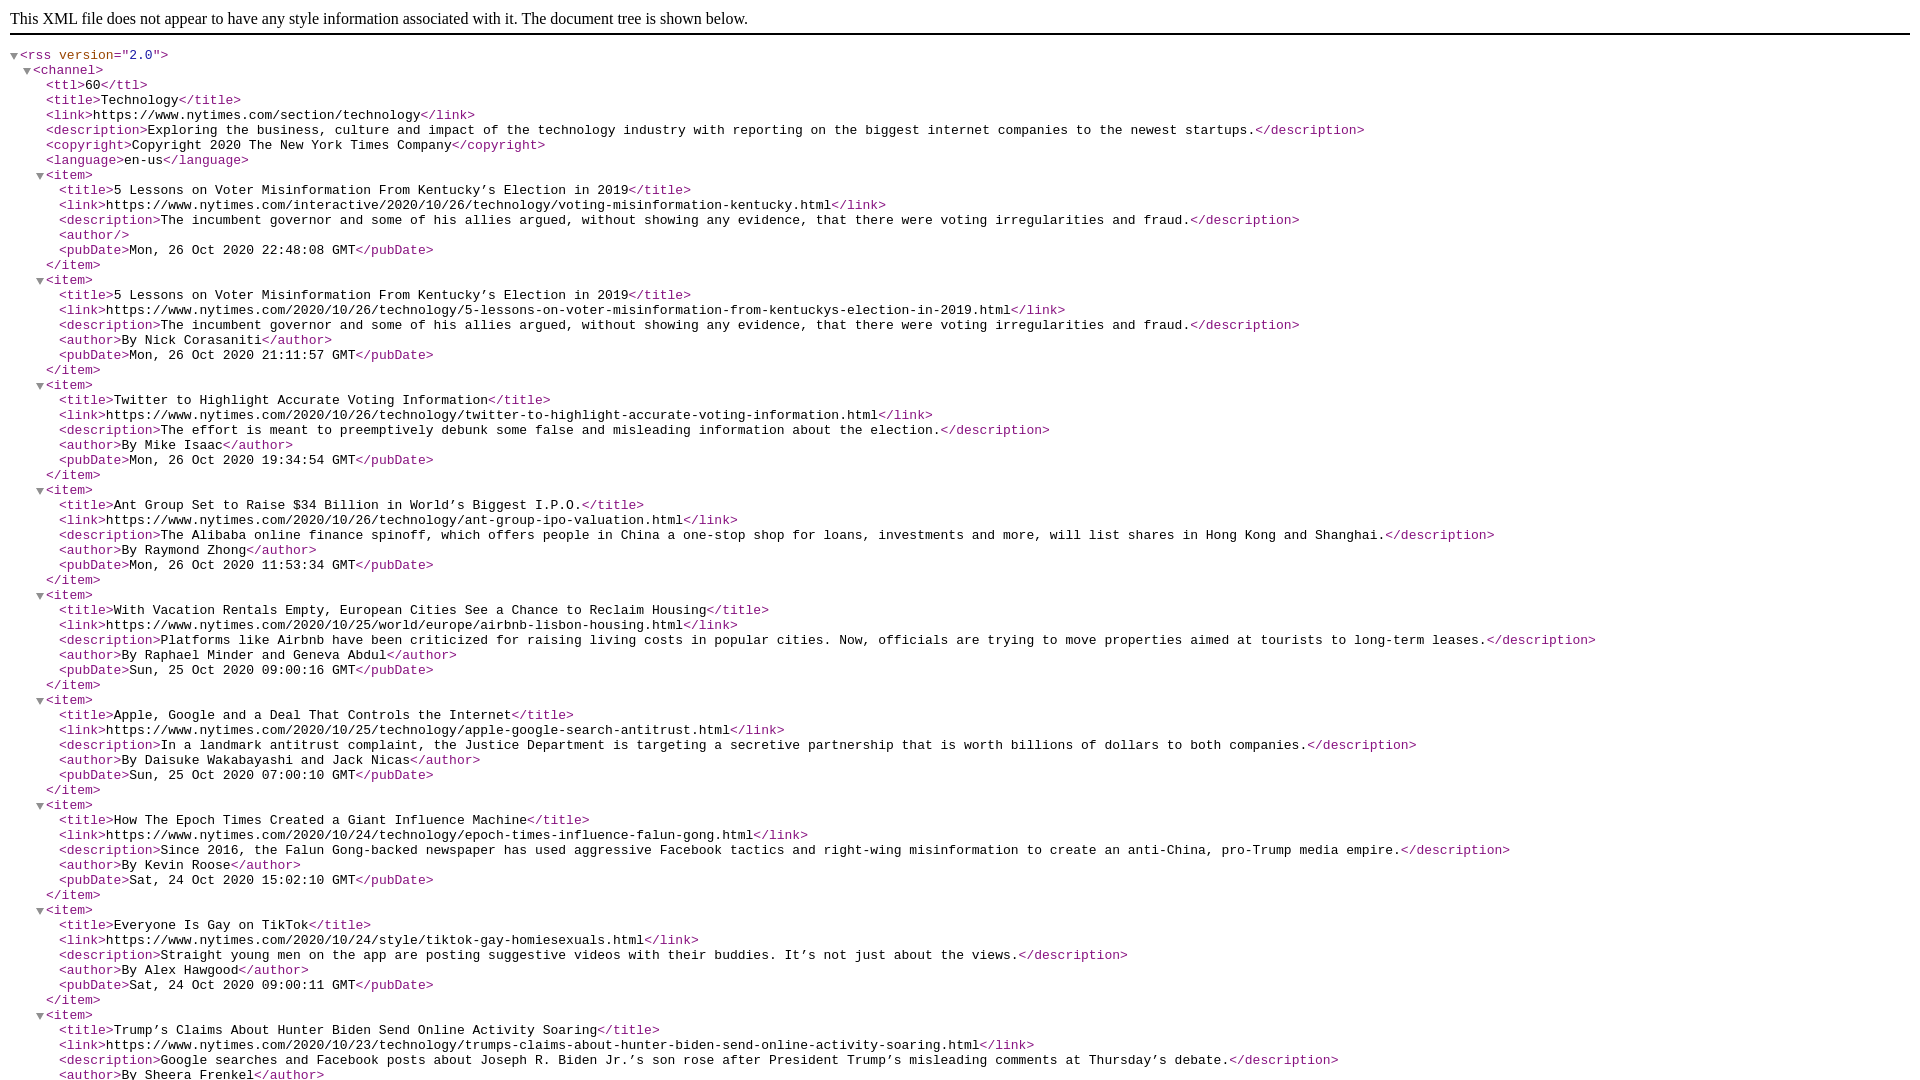 This XML file does not appear to have any style information associated with it. The document tree is shown below.
<rss version="2.0">
<channel>
<ttl>60</ttl>
<title>Technology</title>
<link>https://www.nytimes.com/section/technology</link>
<description>Exploring the business, culture and impact of the technology industry with reporting on the biggest internet companies to the newest startups.</description>
<copyright>Copyright 2020 The New York Times Company</copyright>
<language>en-us</language>
<item>
<title>5 Lessons on Voter Misinformation From Kentucky’s Election in 2019</title>
<link>https://www.nytimes.com/interactive/2020/10/26/technology/voting-misinformation-kentucky.html</link>
<description>The incumbent governor and some of his allies argued, without showing any evidence, that there were voting irregularities and fraud.</description>
<author/>
<pubDate>Mon, 26 Oct 2020 22:48:08 GMT</pubDate>
</item>
<item>
<title>5 Lessons on Voter Misinformation From Kentucky’s Election in 2019</title>
<link>https://www.nytimes.com/2020/10/26/technology/5-lessons-on-voter-misinformation-from-kentuckys-election-in-2019.html</link>
<description>The incumbent governor and some of his allies argued, without showing any evidence, that there were voting irregularities and fraud.</description>
<author>By Nick Corasaniti</author>
<pubDate>Mon, 26 Oct 2020 21:11:57 GMT</pubDate>
</item>
<item>
<title>Twitter to Highlight Accurate Voting Information</title>
<link>https://www.nytimes.com/2020/10/26/technology/twitter-to-highlight-accurate-voting-information.html</link>
<description>The effort is meant to preemptively debunk some false and misleading information about the election.</description>
<author>By Mike Isaac</author>
<pubDate>Mon, 26 Oct 2020 19:34:54 GMT</pubDate>
</item>
<item>
<title>Ant Group Set to Raise $34 Billion in World’s Biggest I.P.O.</title>
<link>https://www.nytimes.com/2020/10/26/technology/ant-group-ipo-valuation.html</link>
<description>The Alibaba online finance spinoff, which offers people in China a one-stop shop for loans, investments and more, will list shares in Hong Kong and Shanghai.</description>
<author>By Raymond Zhong</author>
<pubDate>Mon, 26 Oct 2020 11:53:34 GMT</pubDate>
</item>
<item>
<title>With Vacation Rentals Empty, European Cities See a Chance to Reclaim Housing</title>
<link>https://www.nytimes.com/2020/10/25/world/europe/airbnb-lisbon-housing.html</link>
<description>Platforms like Airbnb have been criticized for raising living costs in popular cities. Now, officials are trying to move properties aimed at tourists to long-term leases.</description>
<author>By Raphael Minder and Geneva Abdul</author>
<pubDate>Sun, 25 Oct 2020 09:00:16 GMT</pubDate>
</item>
<item>
<title>Apple, Google and a Deal That Controls the Internet</title>
<link>https://www.nytimes.com/2020/10/25/technology/apple-google-search-antitrust.html</link>
<description>In a landmark antitrust complaint, the Justice Department is targeting a secretive partnership that is worth billions of dollars to both companies.</description>
<author>By Daisuke Wakabayashi and Jack Nicas</author>
<pubDate>Sun, 25 Oct 2020 07:00:10 GMT</pubDate>
</item>
<item>
<title>How The Epoch Times Created a Giant Influence Machine</title>
<link>https://www.nytimes.com/2020/10/24/technology/epoch-times-influence-falun-gong.html</link>
<description>Since 2016, the Falun Gong-backed newspaper has used aggressive Facebook tactics and right-wing misinformation to create an anti-China, pro-Trump media empire.</description>
<author>By Kevin Roose</author>
<pubDate>Sat, 24 Oct 2020 15:02:10 GMT</pubDate>
</item>
<item>
<title>Everyone Is Gay on TikTok</title>
<link>https://www.nytimes.com/2020/10/24/style/tiktok-gay-homiesexuals.html</link>
<description>Straight young men on the app are posting suggestive videos with their buddies. It’s not just about the views.</description>
<author>By Alex Hawgood</author>
<pubDate>Sat, 24 Oct 2020 09:00:11 GMT</pubDate>
</item>
<item>
<title>Trump’s Claims About Hunter Biden Send Online Activity Soaring</title>
<link>https://www.nytimes.com/2020/10/23/technology/trumps-claims-about-hunter-biden-send-online-activity-soaring.html</link>
<description>Google searches and Facebook posts about Joseph R. Biden Jr.’s son rose after President Trump’s misleading comments at Thursday’s debate.</description>
<author>By Sheera Frenkel</author>